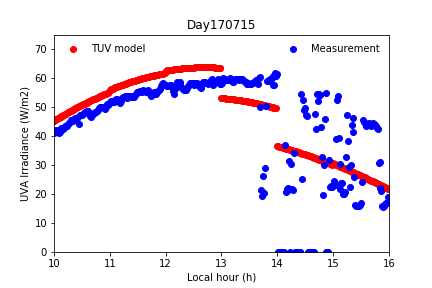 Day170715
TUV model
Measurement
UVA Irradiance (W/m2)
70
60
50
40
30
20
10
0
10 11 12 13 14 15 16
Local hour (h)